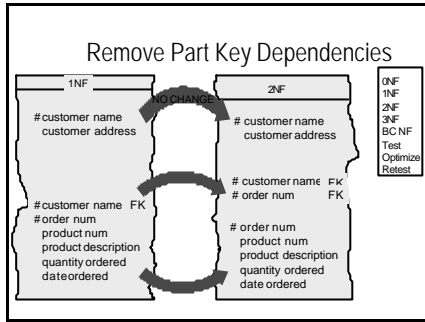 Remove Part Key Dependencies
1NF
NO CHANGE
# customer name
customer address
# customer name FK
# order num
product num
product description
quantity ordered
date ordered
2NF
# customer name
customer address
# customer name FK
# order num FK
# order num
product num
product description
quantity ordered
date ordered
0NF
1NF
2NF
3NF
BC NF
Test
Optimize
Retest